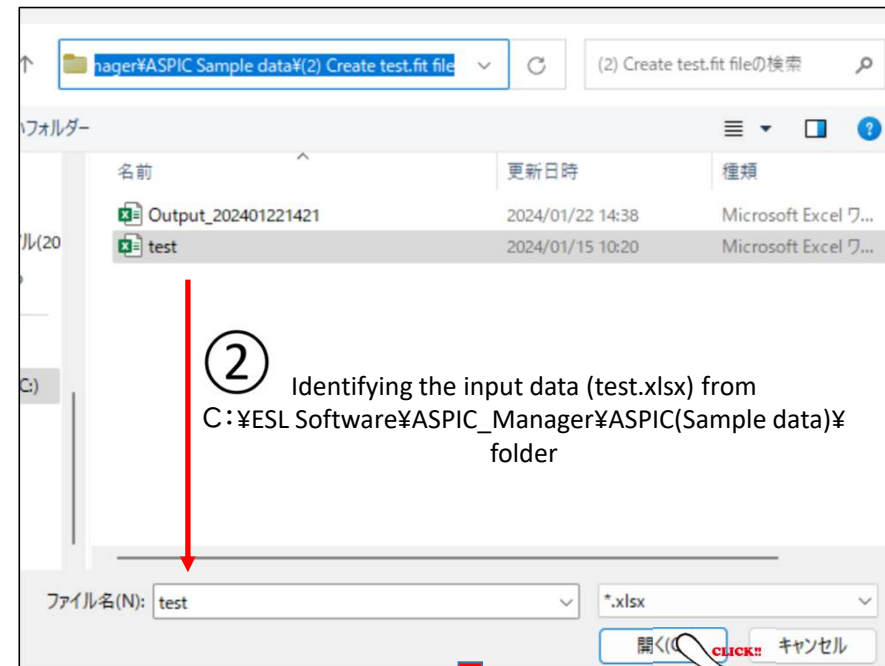 nager¥ASPIC Sample data¥(2) Create test.fit file
(2) Create test.fit fileの検索
いフォルダー
名前 更新日時 種類
Output_202401221421 2024/01/22 14:38 Microsoft Excel ワ...
ル(20
test 2024/01/15 10:20 Microsoft Excel ワ...
②
C:)
Identifying the input data (test.xlsx) from
C:¥ESL Software¥ASPIC_Manager¥ASPIC(Sample data)¥
folder
ファイル名(N): test *.xlsx
開く( CLICK!! キャンセル